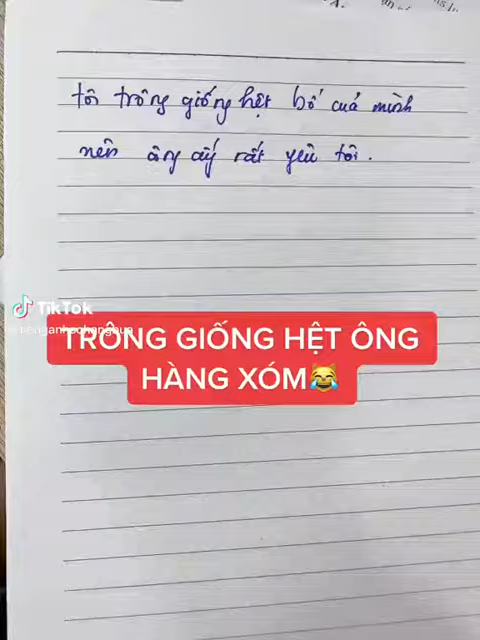 tôi trông giống hệt bố của mình
nên ông ấy rất yêu tôi.
TikTok
TRÔNG GIỐNG HỆT ÔNG
HÀNG XÓM😹